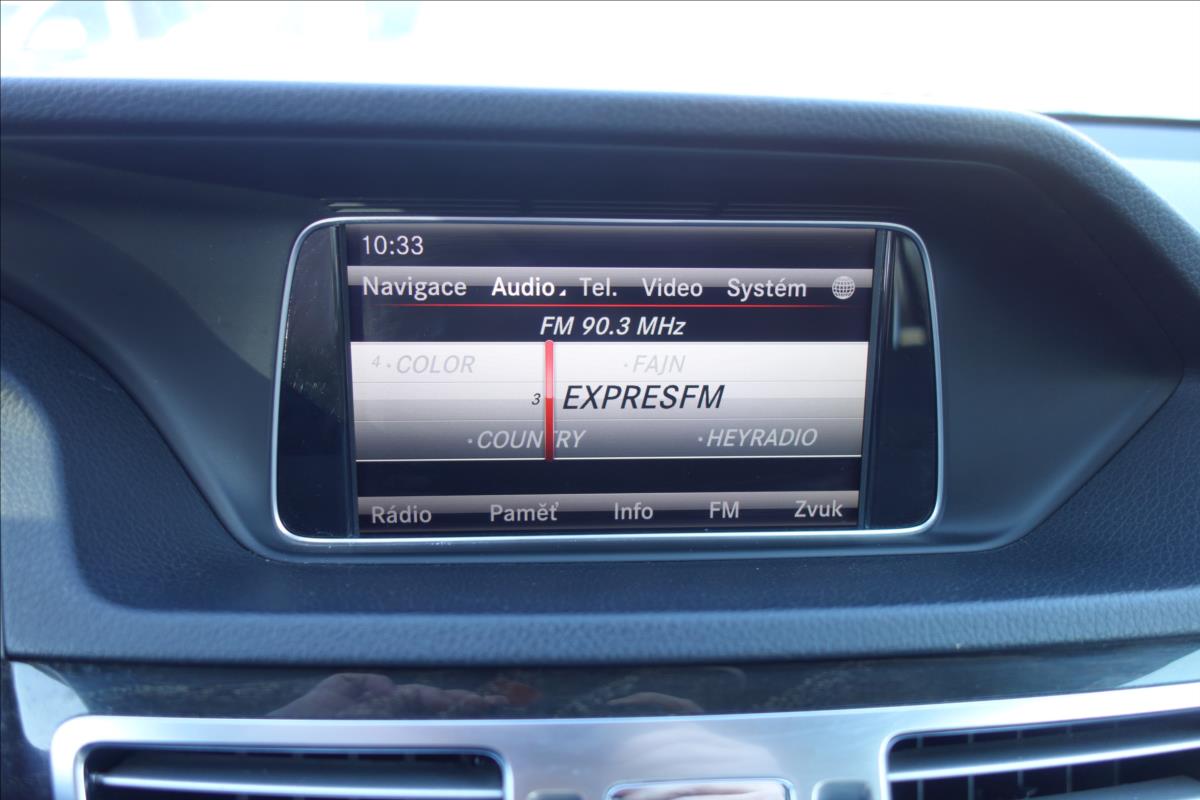 10:33
Navigace Audio Tel. Video Systém
FM 90.3 MHz
4 · COLOR · FAJN
3 EXPRESFM
· COUNTRY · HEYRADIO
Rádio Paměť Info FM Zvuk